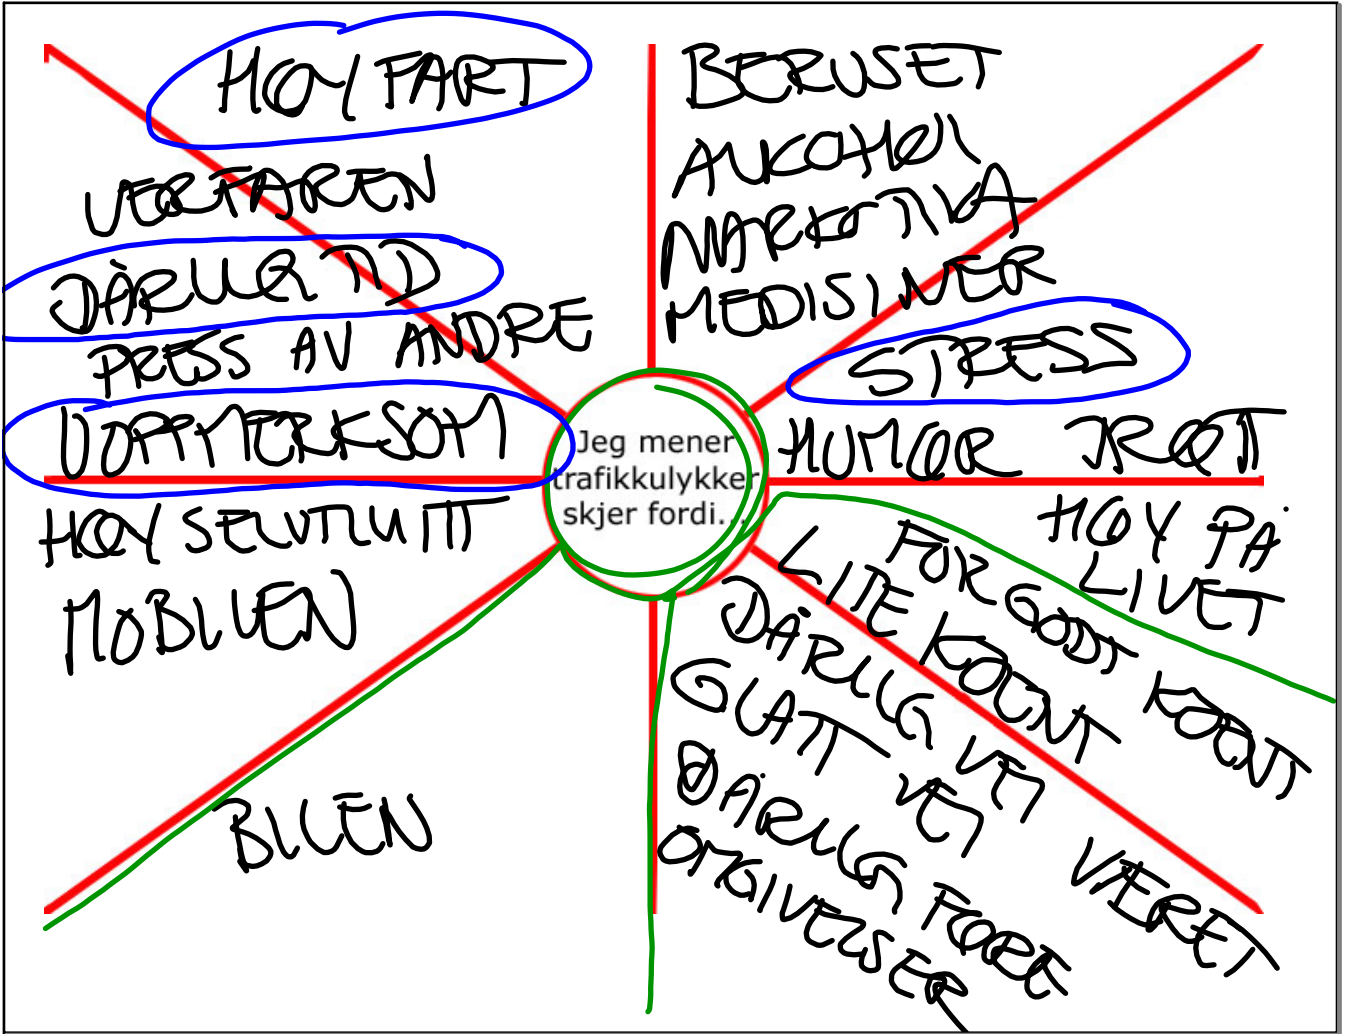 HØY FART
UERFAREN
DÅRLIG TID
PRESS AV ANDRE
UOPPMERKSOM
HØY SELVTLLITT
MOBILEN
BILEN
BERUSET
ALKOHOL
NARKOTIKA
MEDISINER
STRESS
HUMØR TRØTT
Jeg mener
trafikkulykker
skjer fordi...
HØY PÅ
LIVET
FOR GODT KJENT
LITE KJENT
DÅRLIG VEI
GLATT VEI
DÅRLIG FØRE
OMGIVELSER
VÆRET